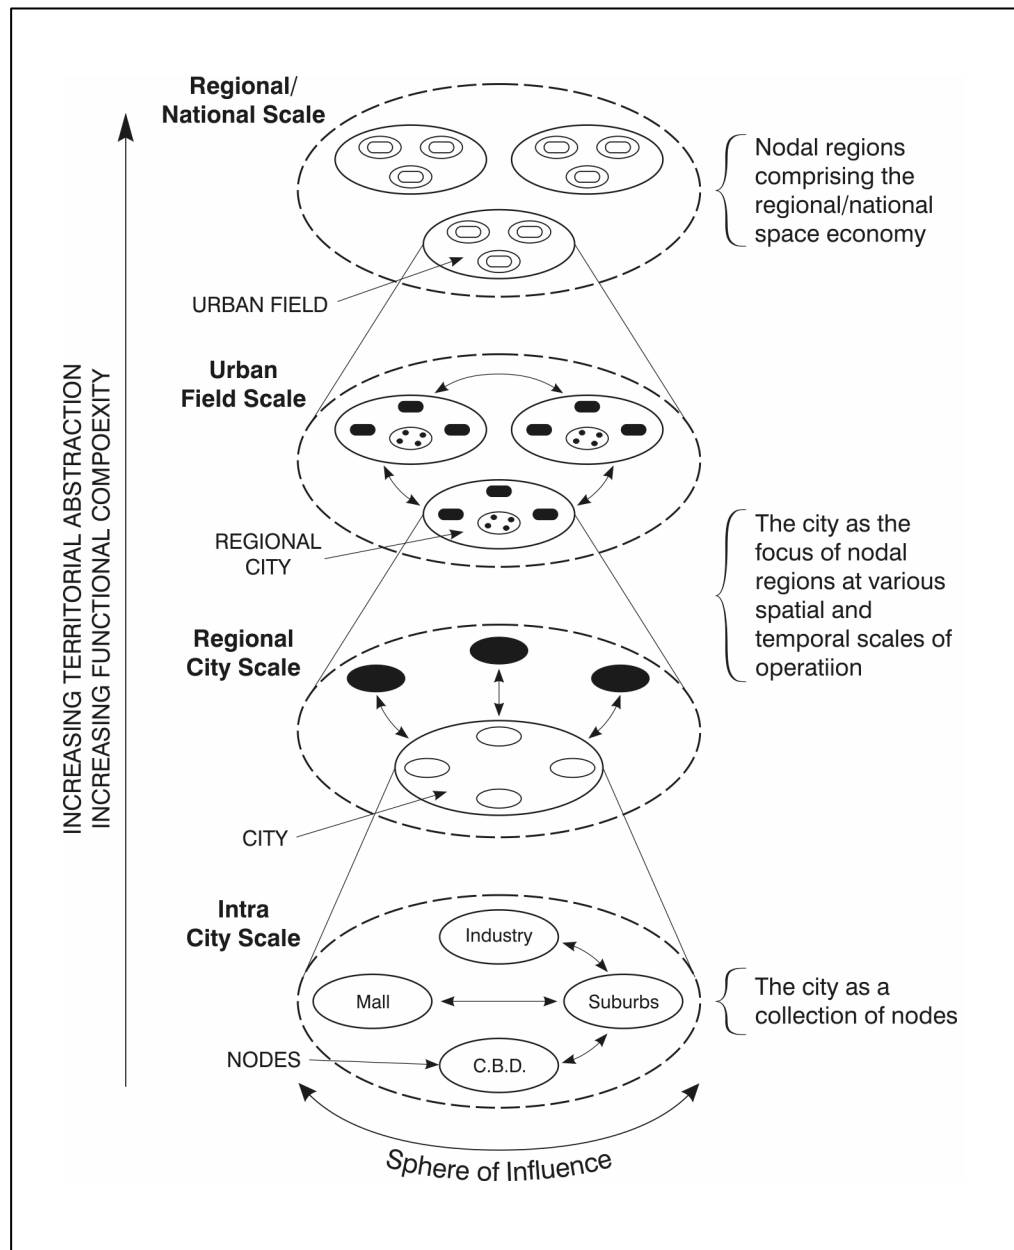 Regional/
National Scale
Nodal regions
comprising the
regional/national
space economy
URBAN FIELD
Urban
Field Scale
REGIONAL
CITY
The city as the
focus of nodal
regions at various
spatial and
temporal scales of
operatiion
Regional
City Scale
CITY
Intra
City Scale
Industry
Mall
Suburbs
The city as a
collection of nodes
NODES
C.B.D.
Sphere of Influence
INCREASING TERRITORIAL ABSTRACTION
INCREASING FUNCTIONAL COMPOEXITY